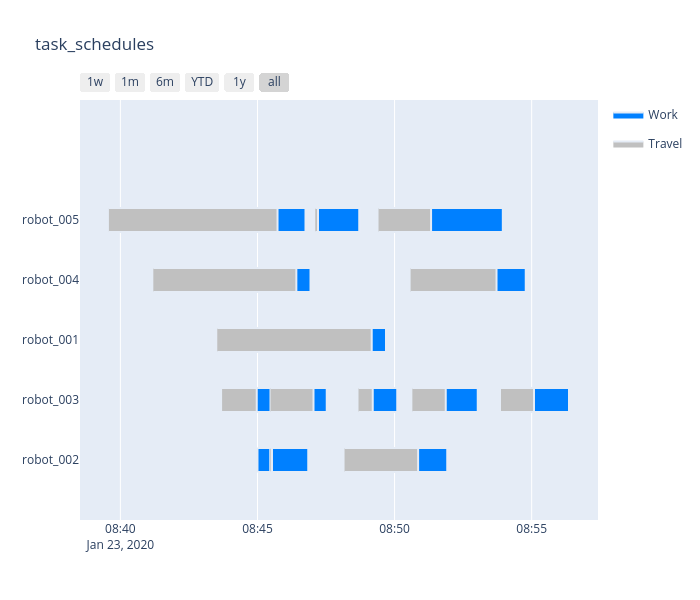 task_schedules
1w 1m 6m YTD 1y all
Work
Travel
robot_005
robot_004
robot_001
robot_003
robot_002
08:40 08:45 08:50 08:55
Jan 23, 2020